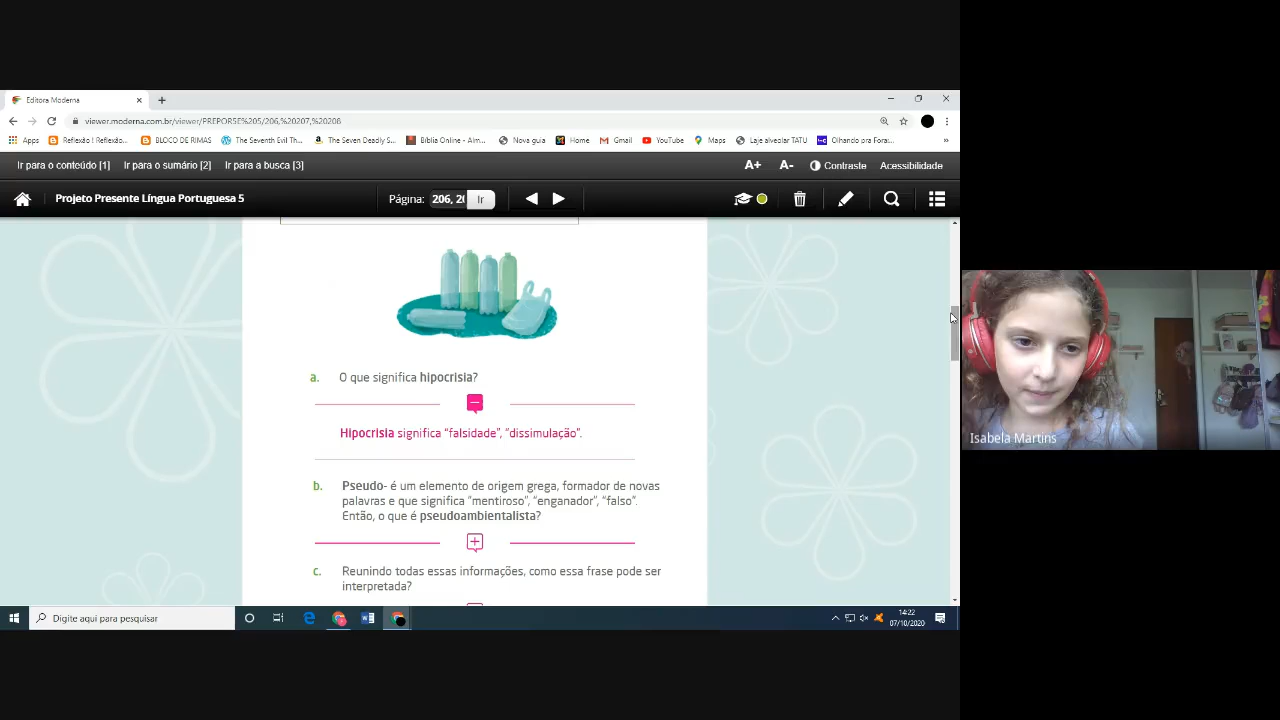 Editora Moderna
viewer.moderna.com.br/viewer/PREPORSE%205/206,%20207,%20208
Apps Reflexão ! Reflexão... BLOCO DE RIMAS The Seventh Evil Th... The Seven Deadly S... Bíblia Online - Alm... Nova guia Home Gmail YouTube Maps Laje alveolar TATU Olhando pra Forai... »
Ir para o conteúdo [1] Ir para o sumário [2] Ir para a busca [3] A+ A- Contraste Acessibilidade
Projeto Presente Língua Portuguesa 5 Página: 206, 2 Ir
a. O que significa hipocrisia?
Hipocrisia significa “falsidade”, “dissimulação”.
b. Pseudo- é um elemento de origem grega, formador de novas
palavras e que significa “mentiroso”, “enganador”, “falso”.
Então, o que é pseudoambientalista?
c. Reunindo todas essas informações, como essa frase pode ser
interpretada?
Isabela Martins
Digite aqui para pesquisar
14:22
07/10/2020